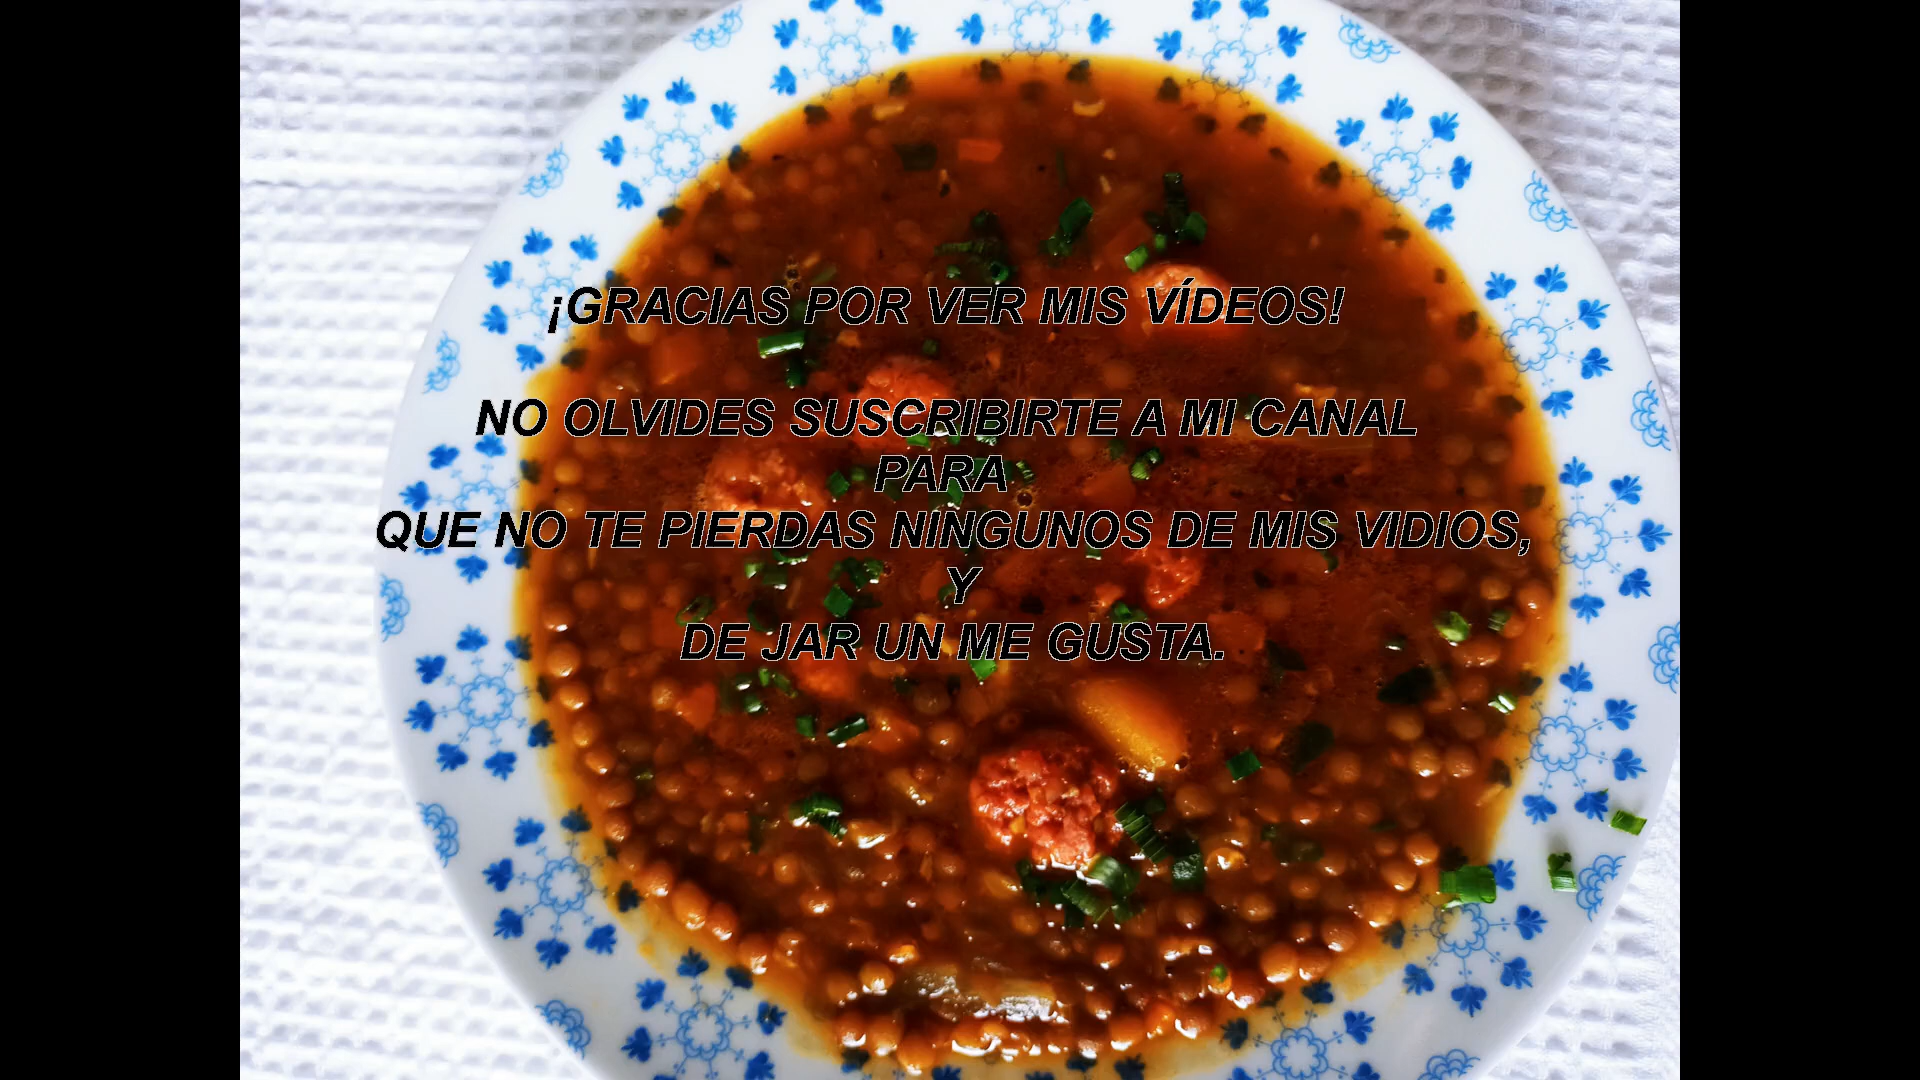 ¡GRACIAS POR VER MIS VÍDEOS!
NO OLVIDES SUSCRIBIRTE A MI CANAL
PARA
QUE NO TE PIERDAS NINGUNOS DE MIS VIDIOS,
Y
DE JAR UN ME GUSTA.